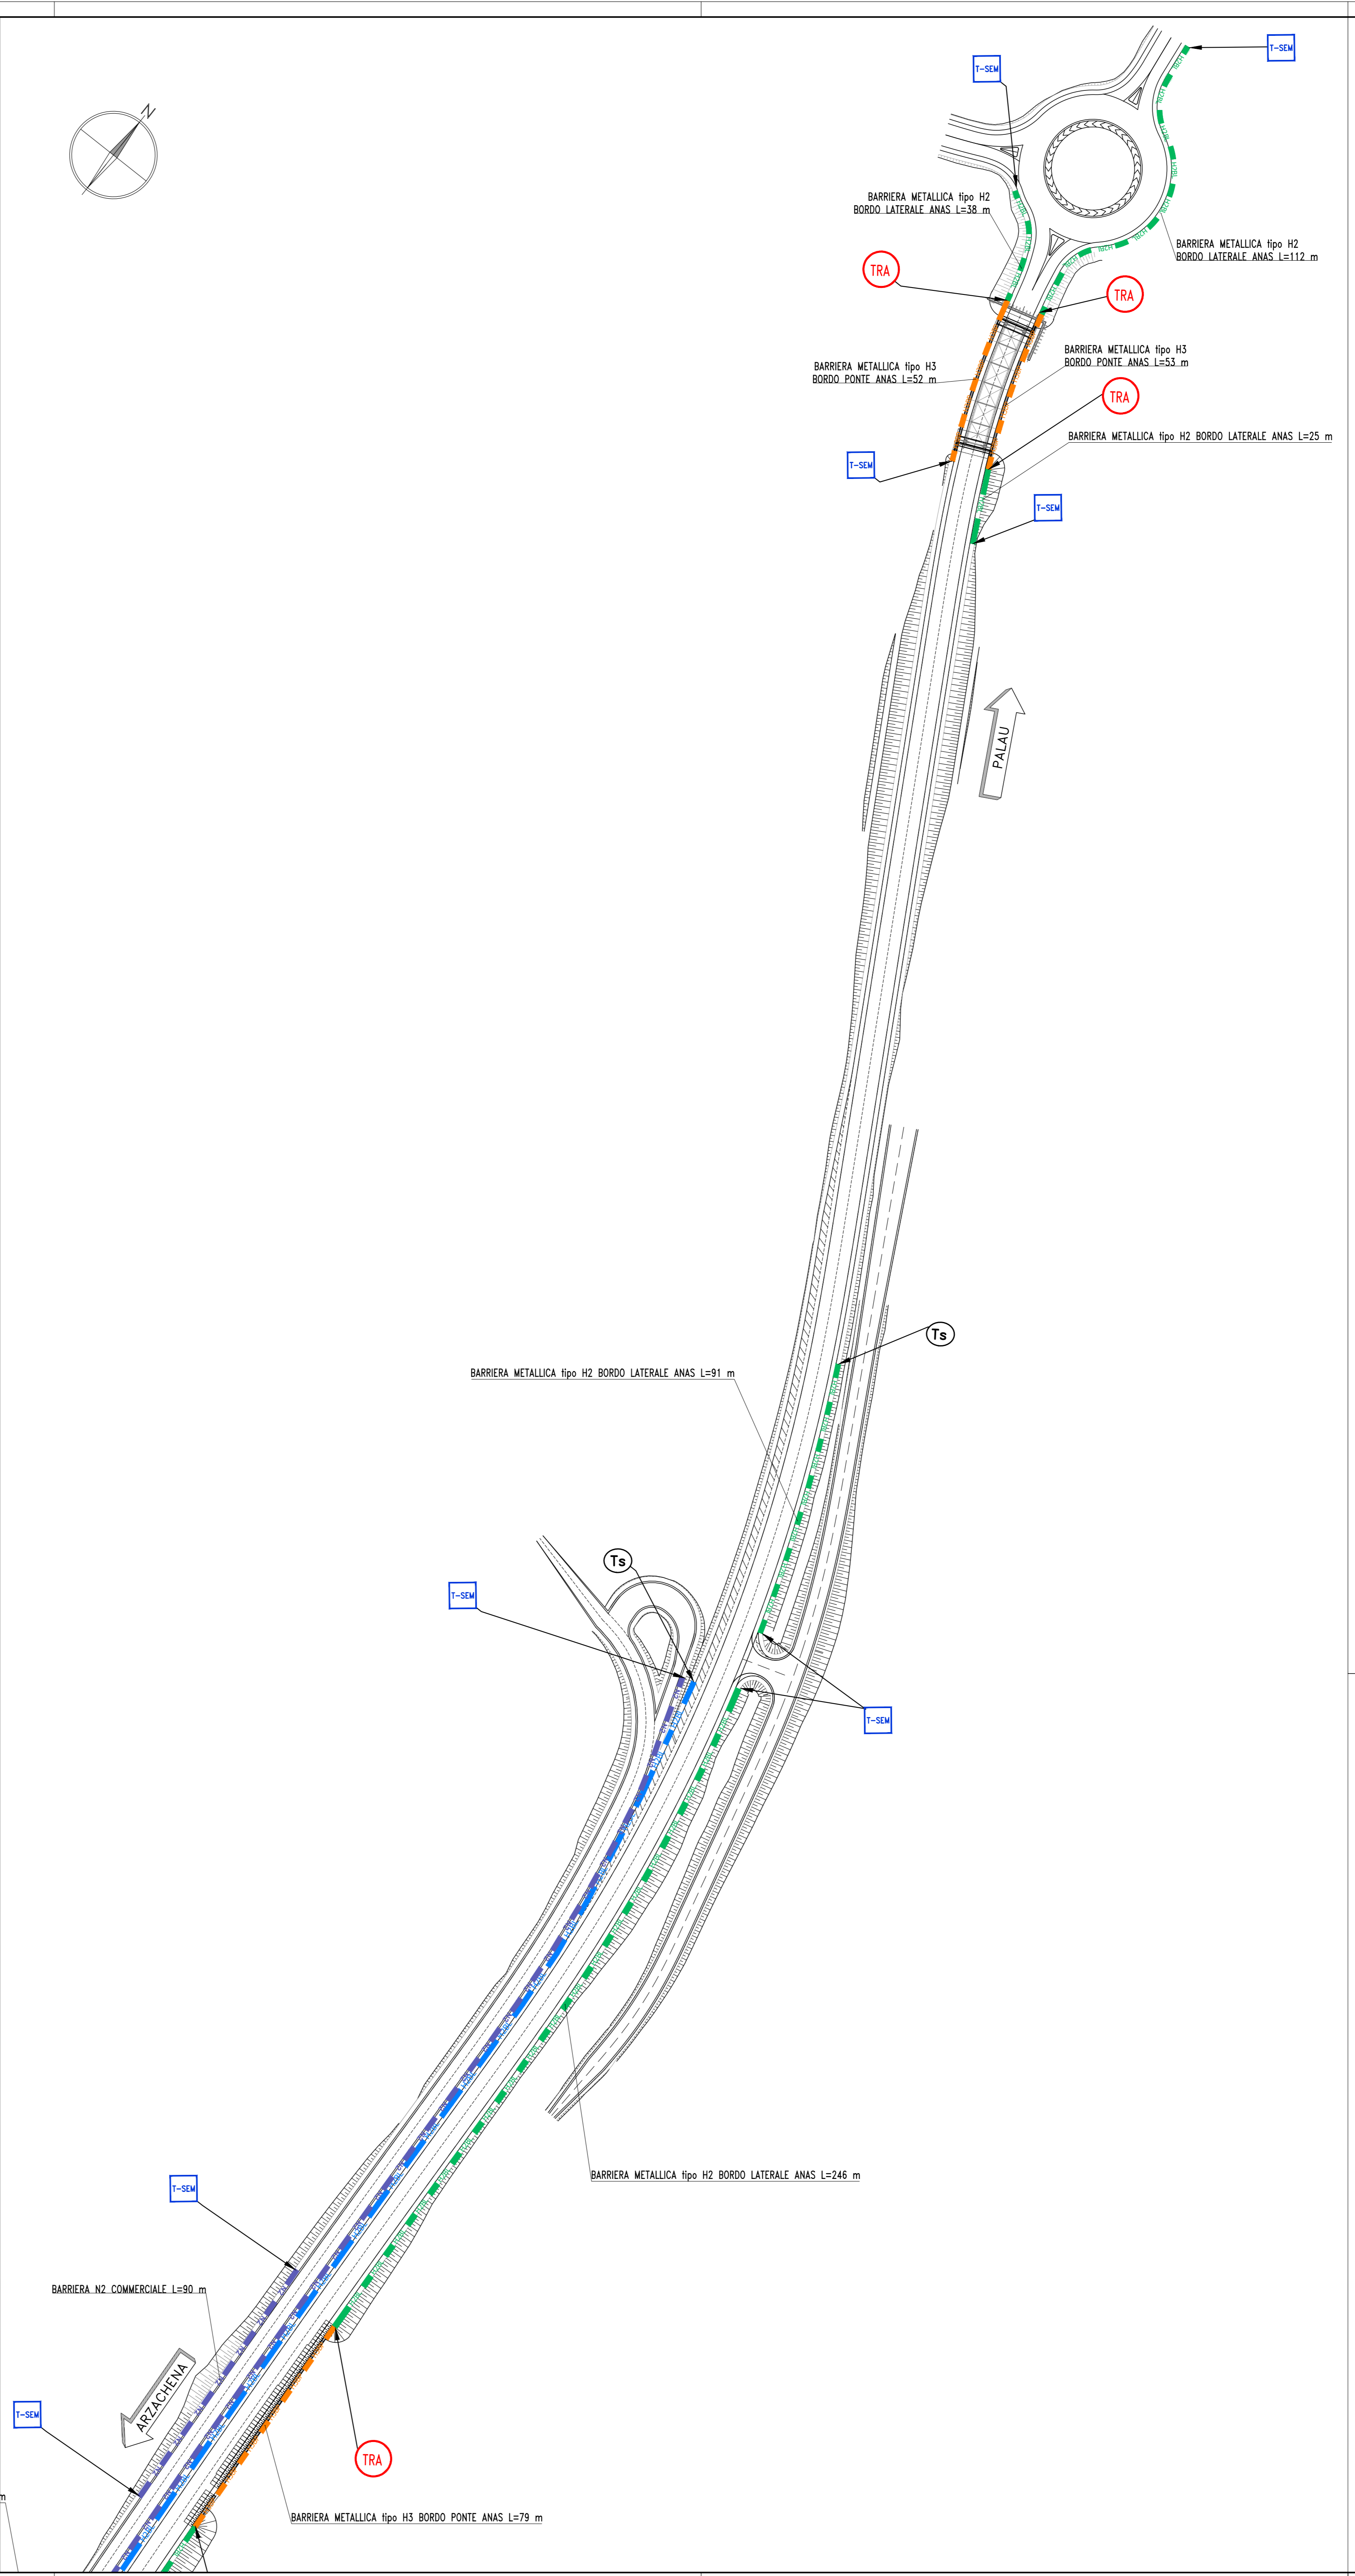 N
T-SEM
T-SEM
BARRIERA METALLICA tipo H2
BORDO LATERALE ANAS L=38 m
BARRIERA METALLICA tipo H2
BORDO LATERALE ANAS L=112 m
TRA
TRA
BARRIERA METALLICA tipo H3
BORDO PONTE ANAS L=53 m
BARRIERA METALLICA tipo H3
BORDO PONTE ANAS L=52 m
TRA
BARRIERA METALLICA tipo H2 BORDO LATERALE ANAS L=25 m
T-SEM
T-SEM
PALAU
Ts
BARRIERA METALLICA tipo H2 BORDO LATERALE ANAS L=91 m
Ts
T-SEM
T-SEM
BARRIERA METALLICA tipo H2 BORDO LATERALE ANAS L=246 m
T-SEM
BARRIERA N2 COMMERCIALE L=90 m
ARZACHENA
T-SEM
TRA
m
BARRIERA METALLICA tipo H3 BORDO PONTE ANAS L=79 m